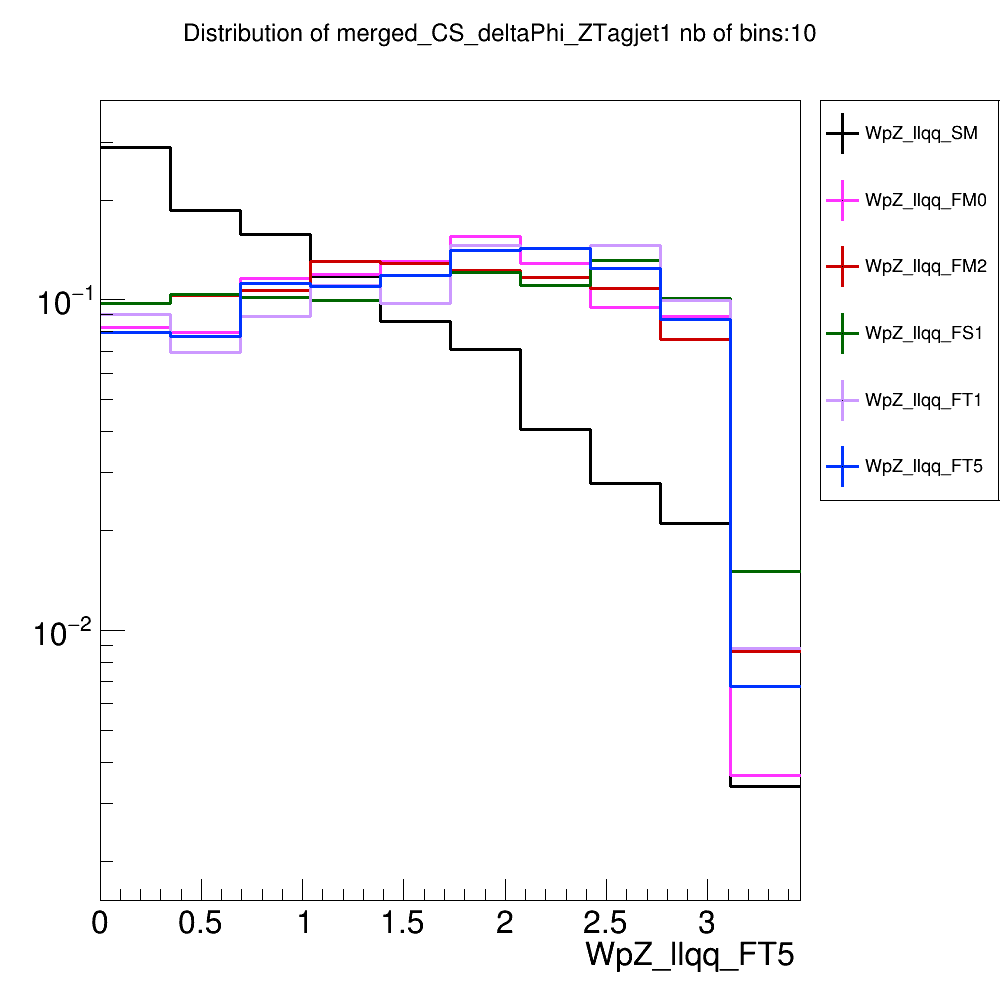 Distribution of merged_CS_deltaPhi_ZTagjet1 nb of bins:10
WpZ_llqq_SM
WpZ_llqq_FM0
WpZ_llqq_FM2
WpZ_llqq_FS1
WpZ_llqq_FT1
WpZ_llqq_FT5
10⁻¹
10⁻²
0 0.5 1 1.5 2 2.5 3
WpZ_llqq_FT5